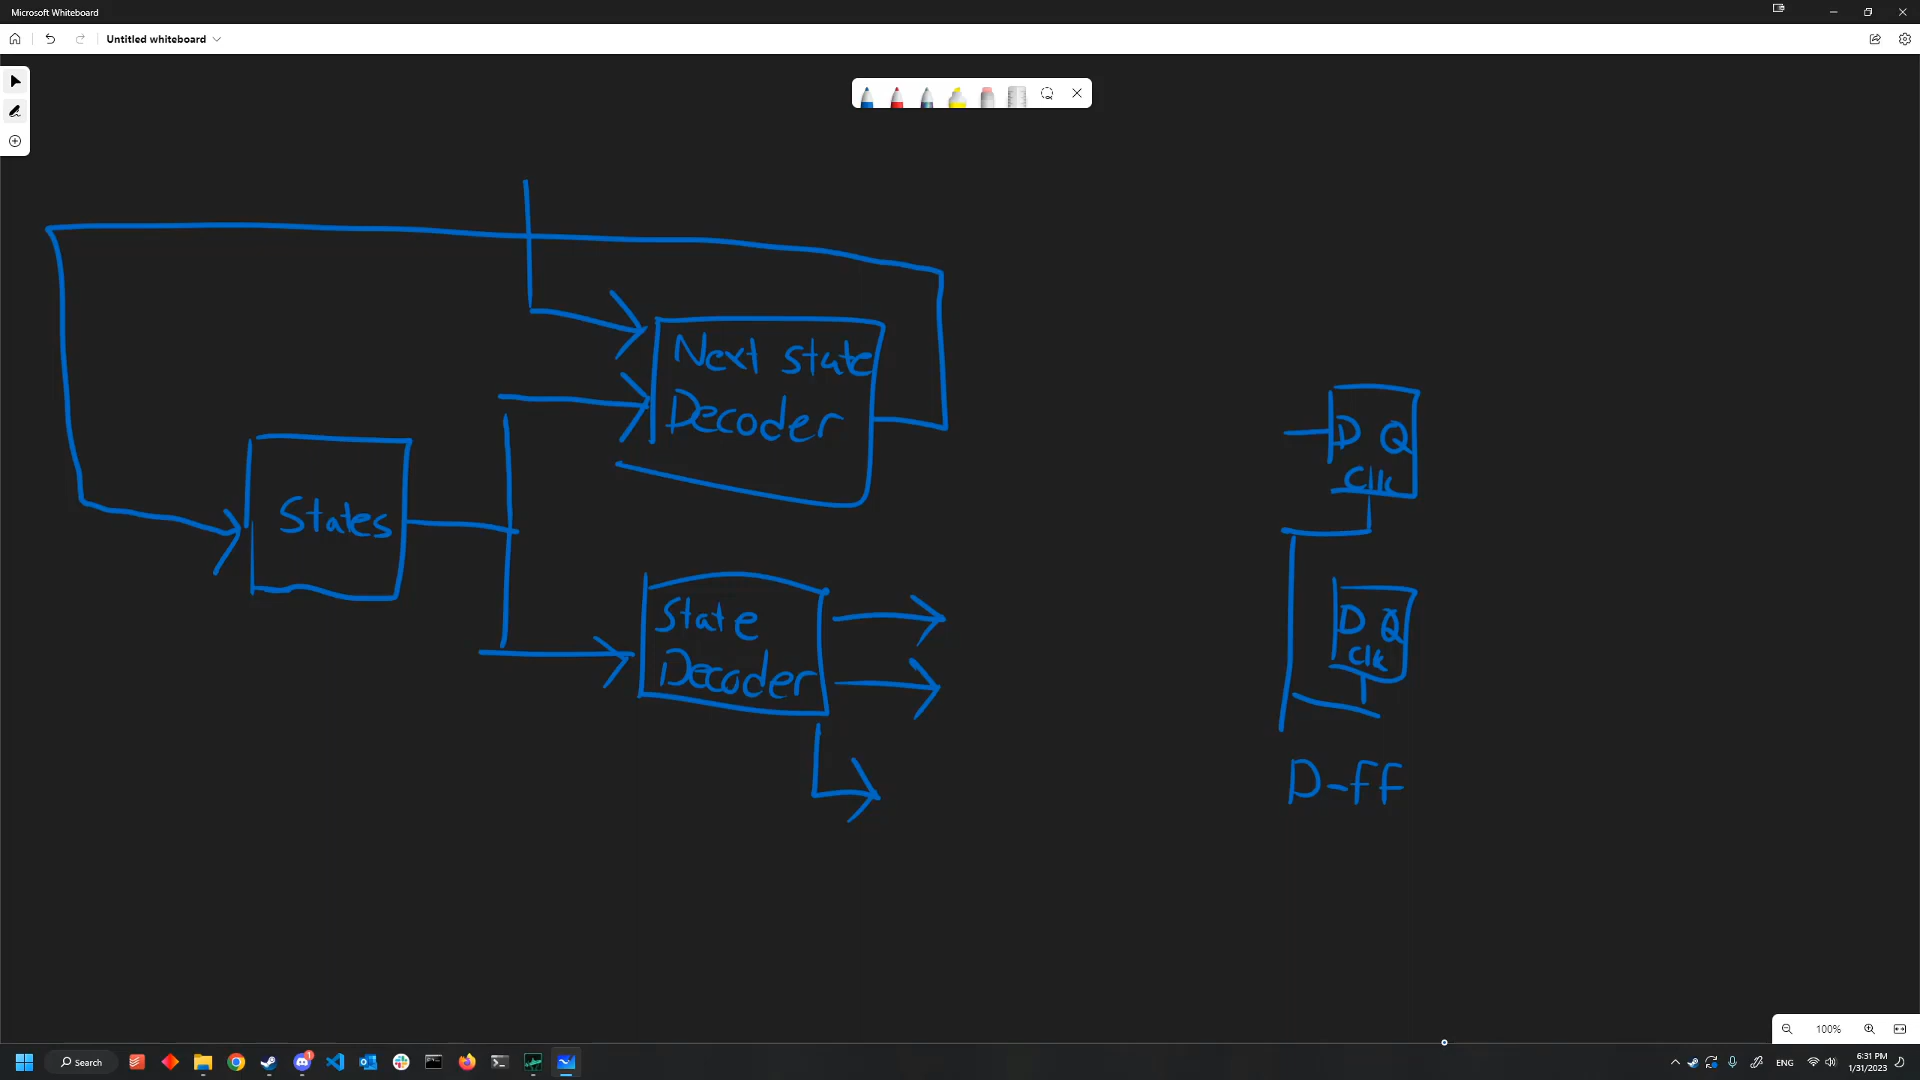 Microsoft Whiteboard
Untitled whiteboard
Next state
Decoder
States
State
Decoder
D Q
Clk
D Q
Clk
D-ff
100%
Search
1
ENG
6:31 PM
1/31/2023